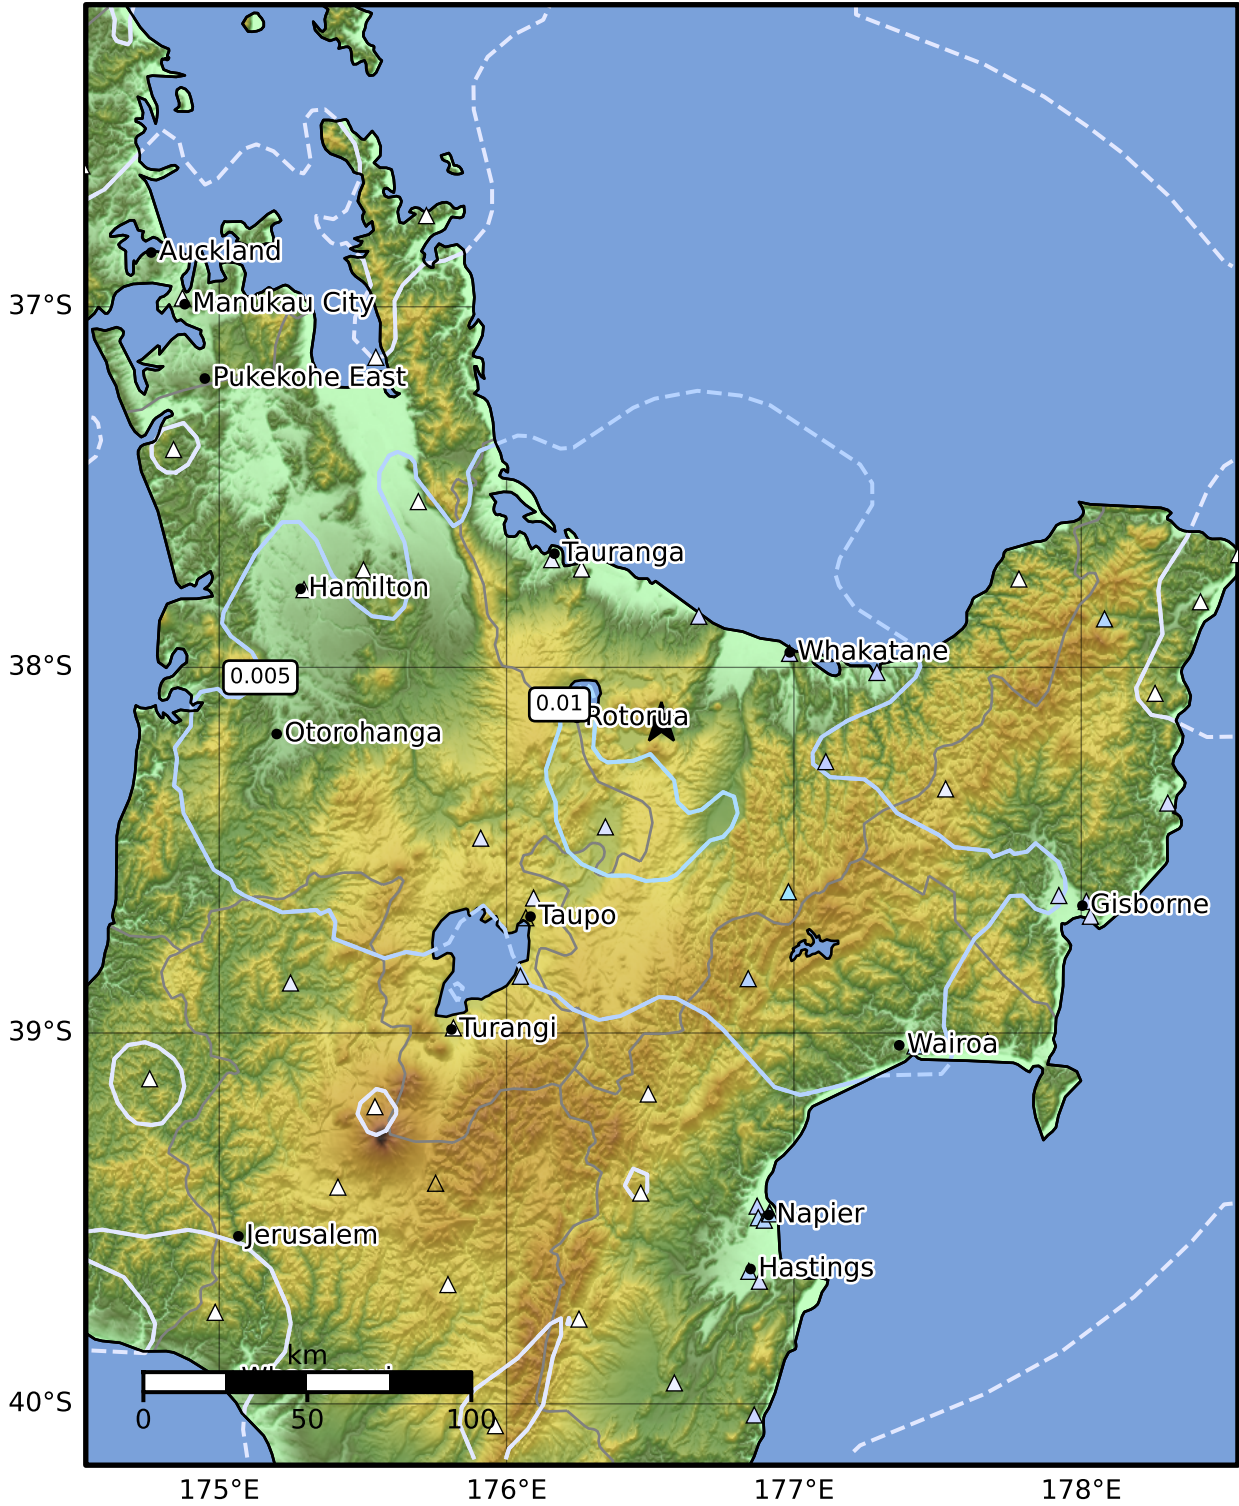 Auckland
37°S
Manukau City
Pukekohe East
Tauranga
Hamilton
Whakatane
38°S
0.005
0.01
Rotorua
Otorohanga
Gisborne
Taupo
39°S
Turangi
Wairoa
Napier
Jerusalem
Hastings
km
40°S
0
50
100
175°E
176°E
177°E
178°E